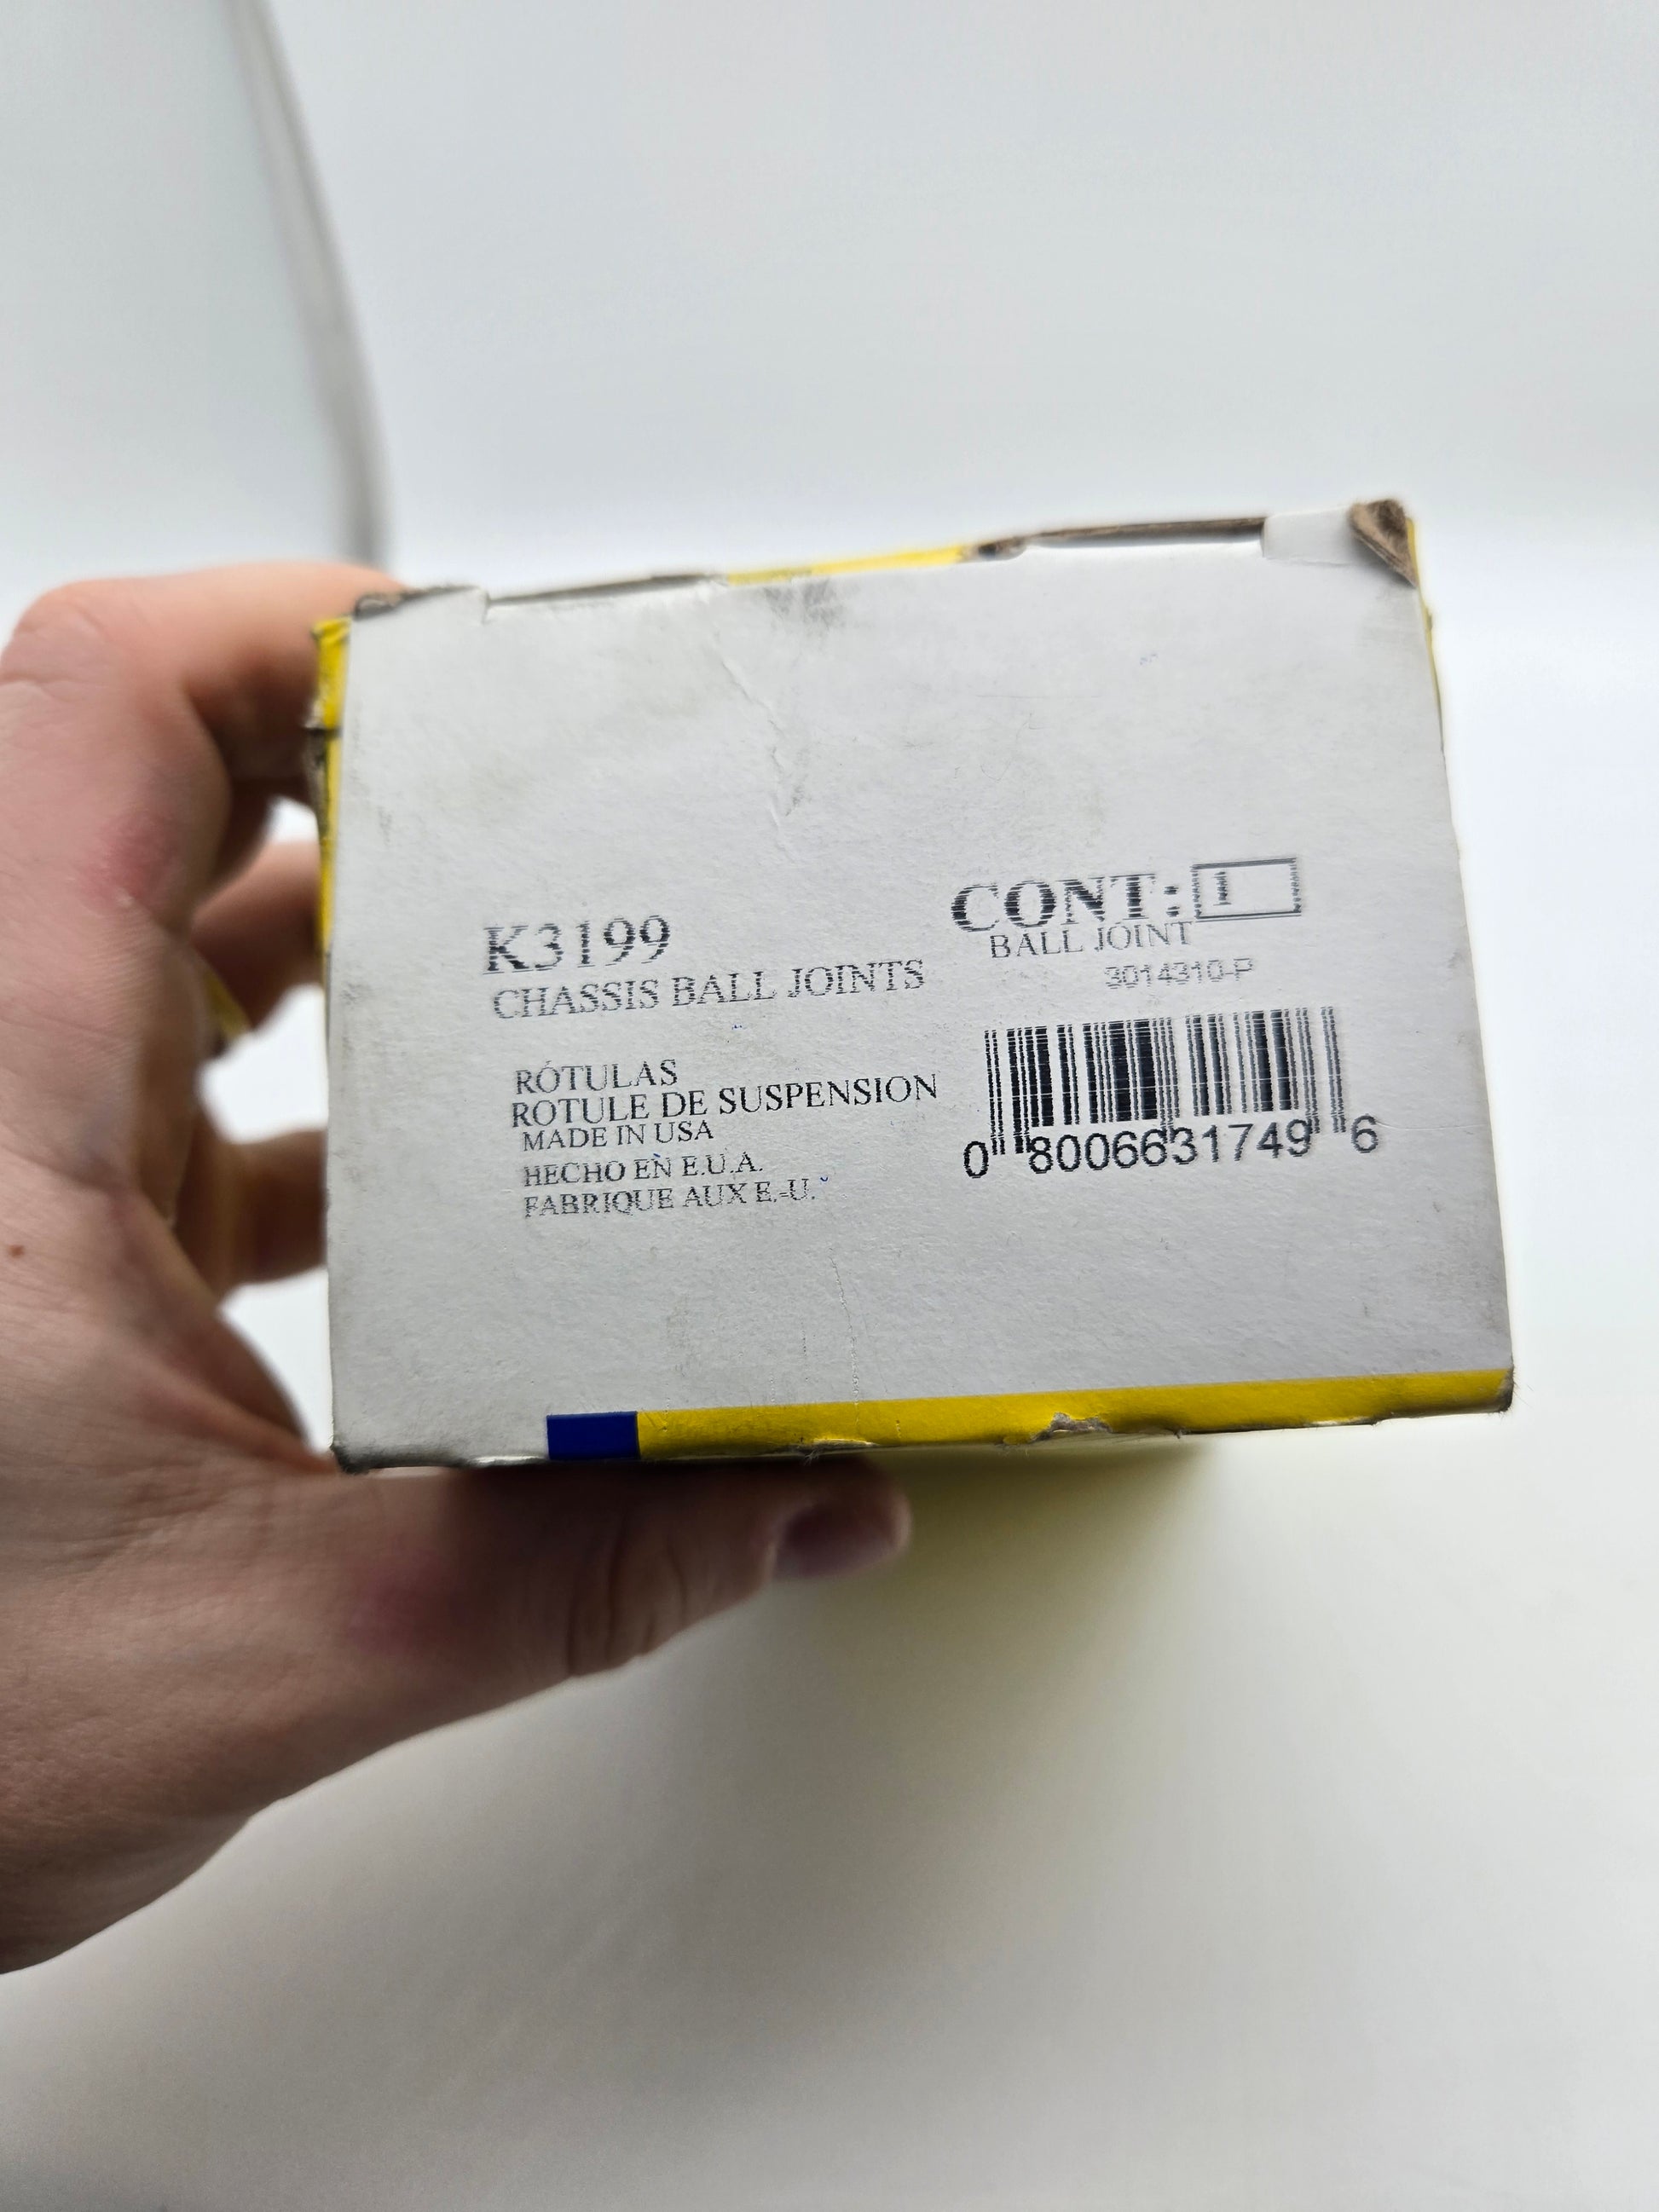 K3199
CHASSIS BALL JOINTS
RÓTULAS
ROTULE DE SUSPENSION
MADE IN USA
HECHO EN E.U.A.
FABRIQUE AUX E.-U.
CONT: 1
BALL JOINT
3014310-P
0 8006631749 6